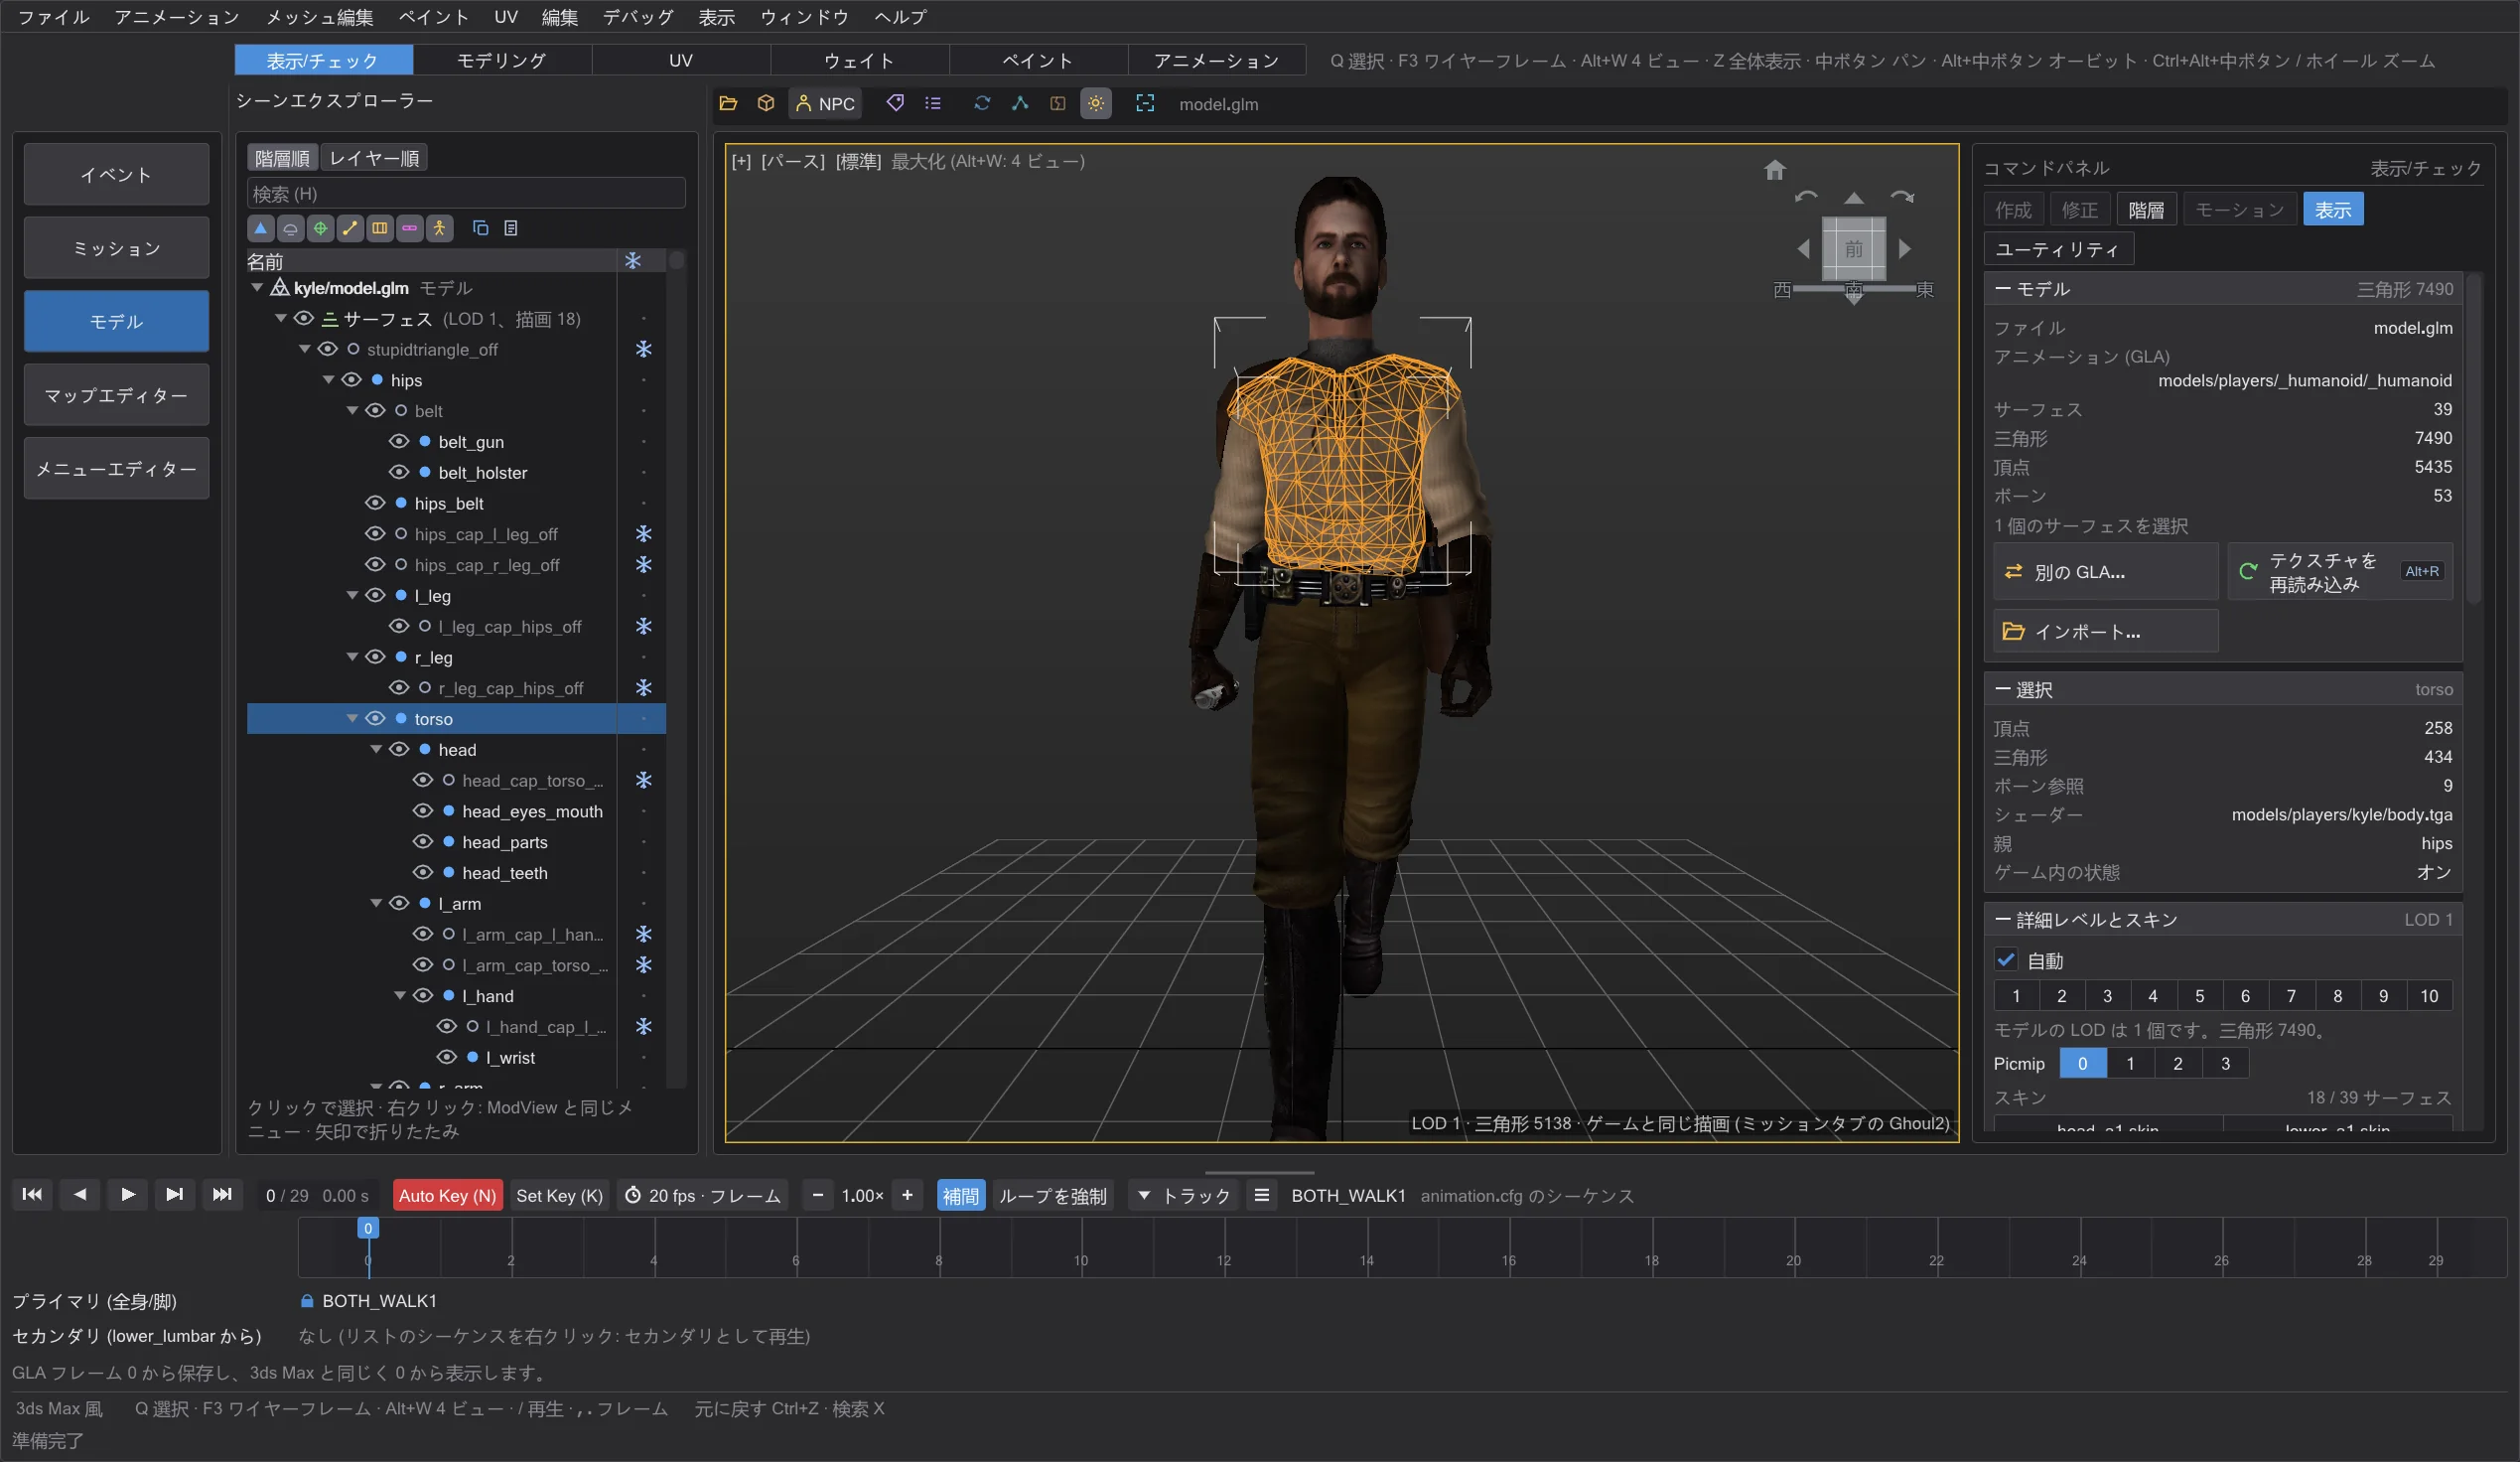 ファイル アニメーション メッシュ編集 ペイント UV 編集 デバッグ 表示 ウィンドウ ヘルプ
表示/チェック モデリング UV ウェイト ペイント アニメーション Q 選択 · F3 ワイヤーフレーム · Alt+W 4 ビュー · Z 全体表示 · 中ボタン パン · Alt+中ボタン オービット · Ctrl+Alt+中ボタン / ホイール ズーム
イベント
ミッション
モデル
マップエディター
メニューエディター
シーンエクスプローラー
階層順 レイヤー順
検索 (H)
名前
kyle/model.glm モデル
サーフェス (LOD 1、描画 18)
stupidtriangle_off
hips
belt
belt_gun
belt_holster
hips_belt
hips_cap_l_leg_off
hips_cap_r_leg_off
l_leg
l_leg_cap_hips_off
r_leg
r_leg_cap_hips_off
torso
head
head_cap_torso_...
head_eyes_mouth
head_parts
head_teeth
l_arm
l_arm_cap_l_han...
l_arm_cap_torso_...
l_hand
l_hand_cap_l_...
l_wrist
r_arm
クリックで選択 · 右クリック: ModView と同じメ
ニュー · 矢印で折りたたみ
NPC model.glm
[+] [パース] [標準] 最大化 (Alt+W: 4 ビュー)
前
西 南 東
LOD 1 · 三角形 5138 · ゲームと同じ描画 (ミッションタブの Ghoul2)
コマンドパネル 表示/チェック
作成 修正 階層 モーション 表示
ユーティリティ
モデル 三角形 7490
ファイル model.glm
アニメーション (GLA)
models/players/_humanoid/_humanoid
サーフェス 39
三角形 7490
頂点 5435
ボーン 53
1 個のサーフェスを選択
別の GLA... テクスチャを
再読み込み Alt+R
インポート...
選択 torso
頂点 258
三角形 434
ボーン参照 9
シェーダー models/players/kyle/body.tga
親 hips
ゲーム内の状態 オン
詳細レベルとスキン LOD 1
自動
1 2 3 4 5 6 7 8 9 10
モデルの LOD は 1 個です。三角形 7490。
Picmip 0 1 2 3
スキン 18 / 39 サーフェス
head_a1.skin lower_a1.skin
0 / 29 0.00 s Auto Key (N) Set Key (K) 20 fps · フレーム − 1.00× + 補間 ループを強制 トラック BOTH_WALK1 animation.cfg のシーケンス
0
0 2 4 6 8 10 12 14 16 18 20 22 24 26 28 29
プライマリ (全身/脚) BOTH_WALK1
セカンダリ (lower_lumbar から) なし (リストのシーケンスを右クリック: セカンダリとして再生)
GLA フレーム 0 から保存し、3ds Max と同じく 0 から表示します。
3ds Max 風 Q 選択 · F3 ワイヤーフレーム · Alt+W 4 ビュー · / 再生 · , . フレーム 元に戻す Ctrl+Z · 検索 X
準備完了